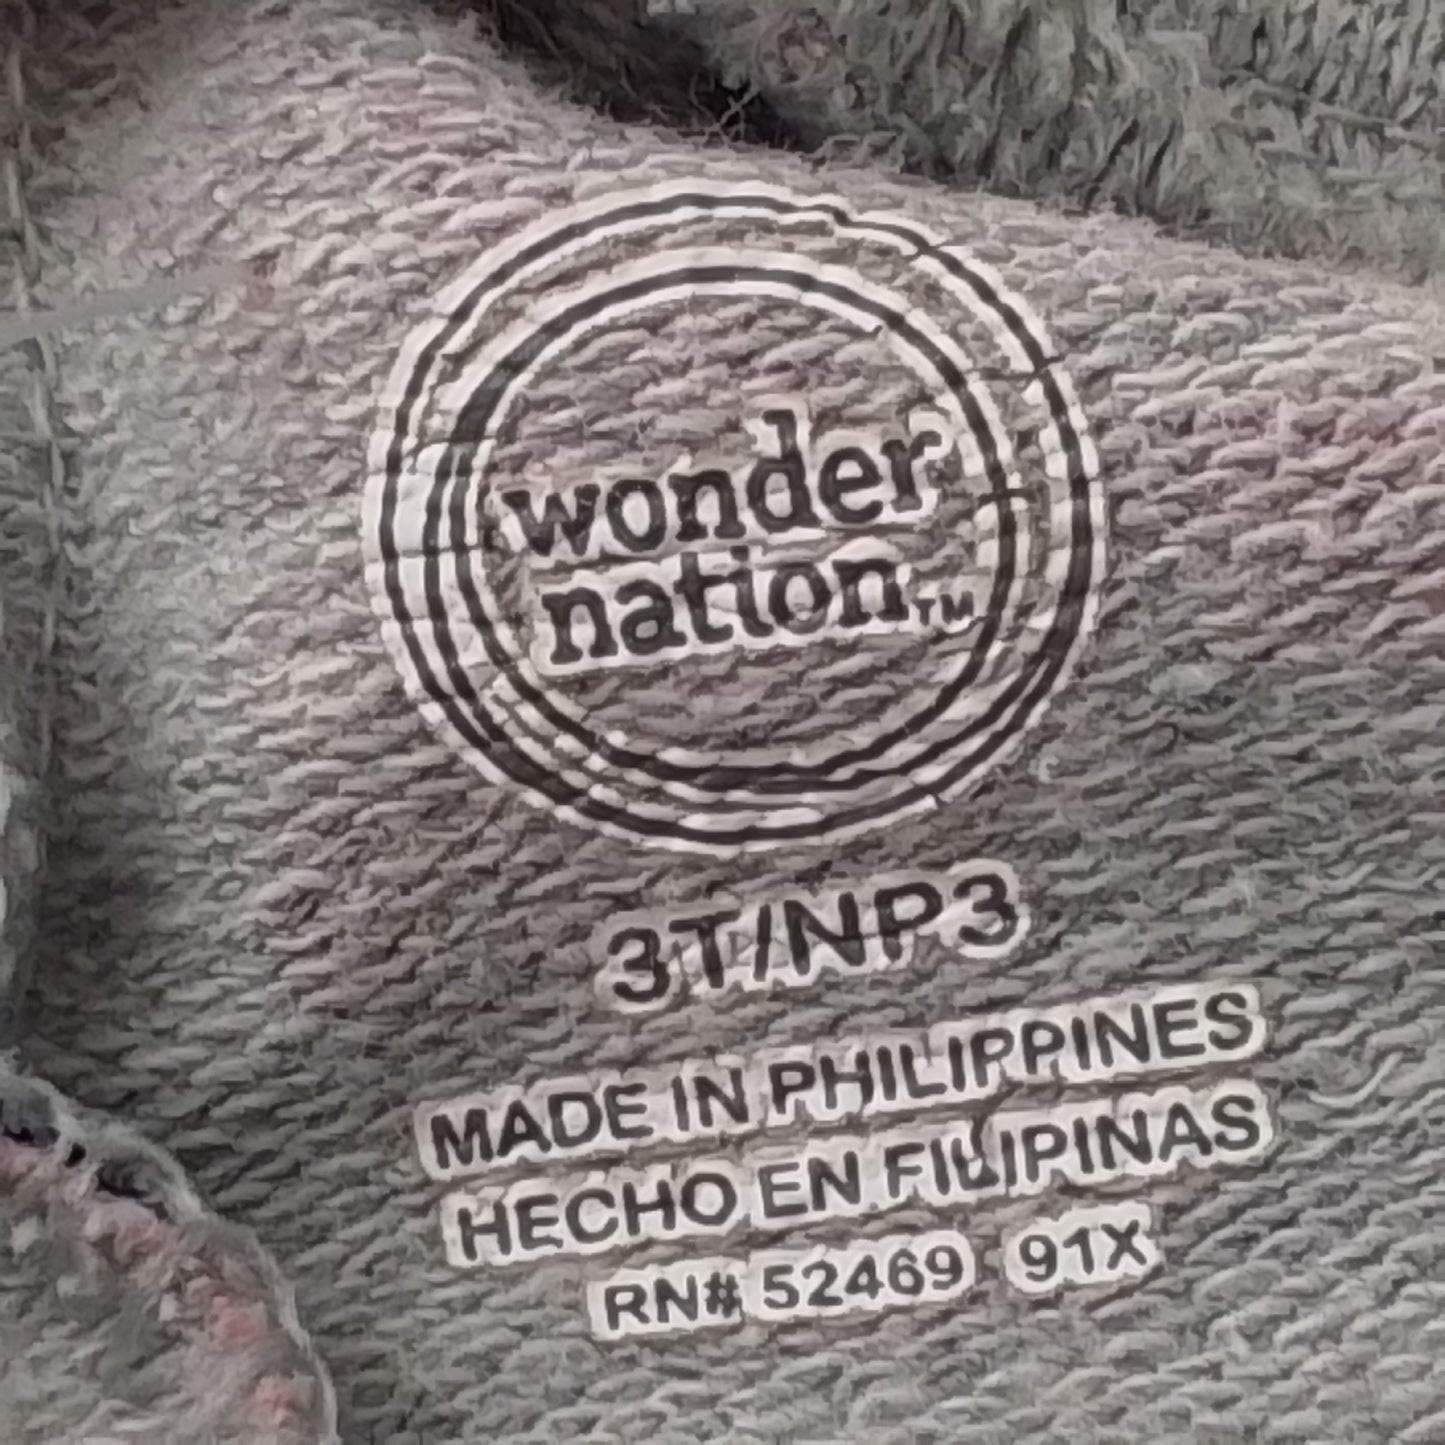 wonder
nation™
3T/NP3
MADE IN PHILIPPINES
HECHO EN FILIPINAS
RN# 52469 91X